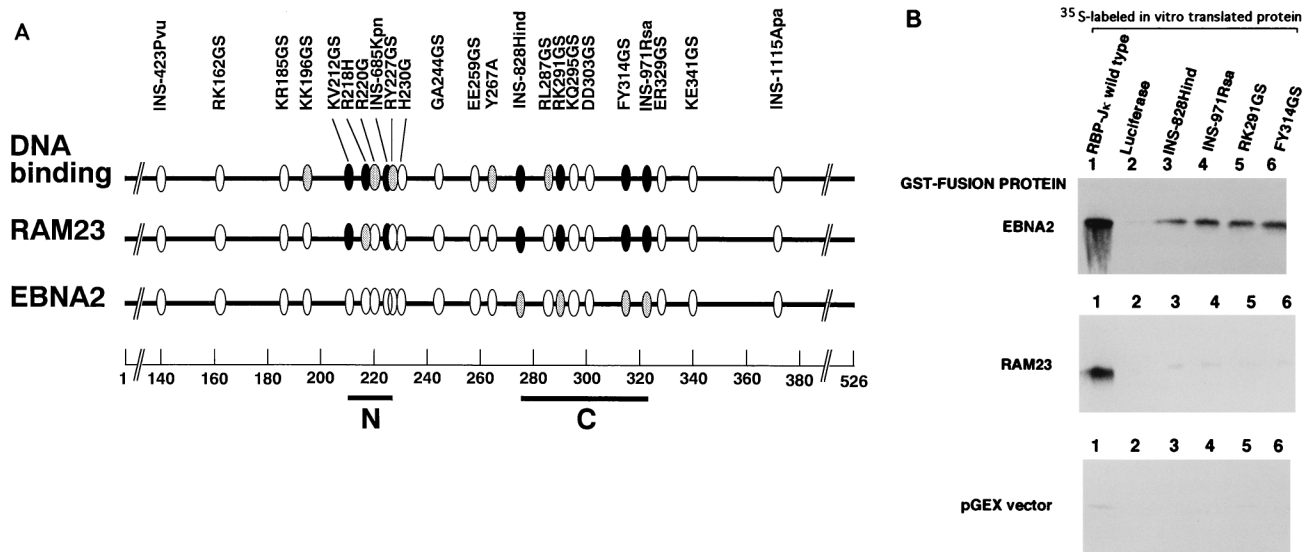 A
INS-423Pvu
RK162GS
KR185GS
KK196GS
KV212GS
R218H
R220G
INS-685Kpn
RY227GS
H230G
GA244GS
EE259GS
Y267A
INS-828Hind
RL287GS
RK291GS
KQ295GS
DD303GS
FY314GS
INS-971Rsa
ER329GS
KE341GS
INS-1115Apa
DNA
binding
RAM23
EBNA2
1 140 160 180 200 220 240 260 280 300 320 340 360 380 526
N C
B
35 S-labeled in vitro translated protein
RBP-Jκ wild type
Luciferase
INS-828Hind
INS-971Rsa
RK291GS
FY314GS
1 2 3 4 5 6
GST-FUSION PROTEIN
EBNA2
1 2 3 4 5 6
RAM23
1 2 3 4 5 6
pGEX vector